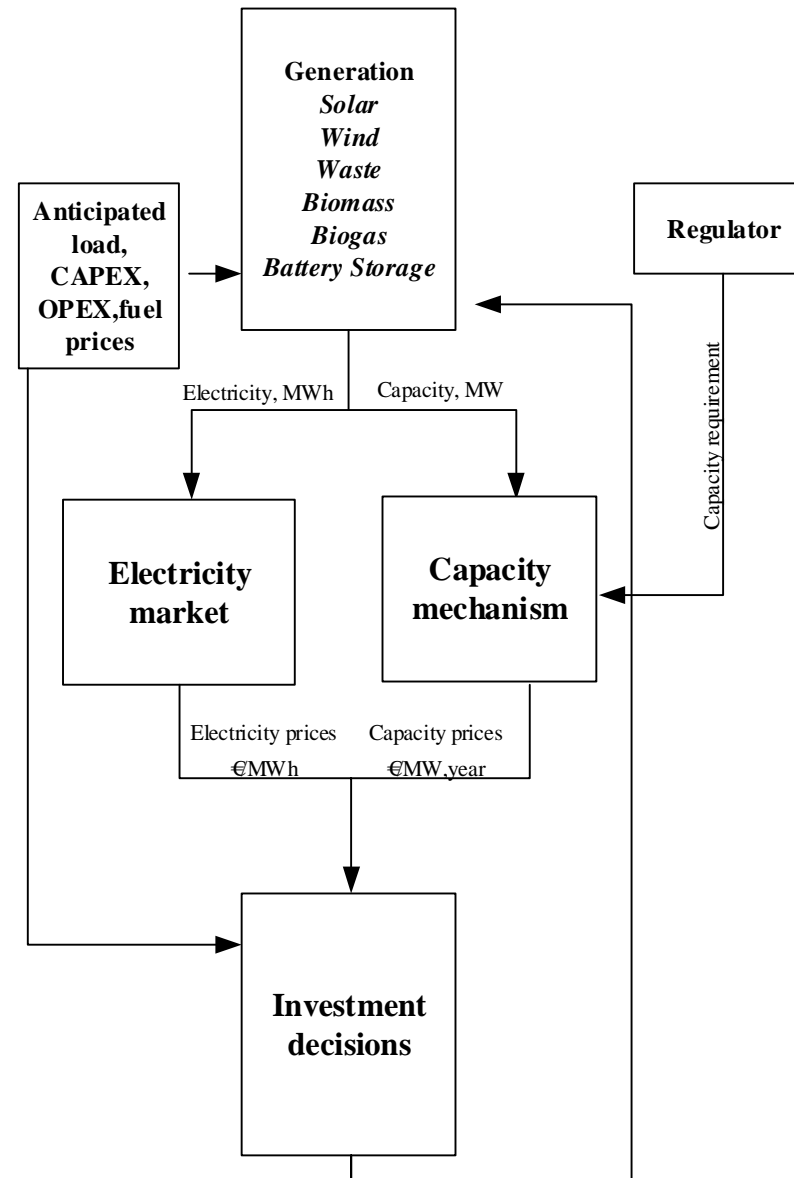 Generation
Solar
Wind
Waste
Biomass
Biogas
Battery Storage
Anticipated
load,
CAPEX,
OPEX,fuel
prices
Regulator
Electricity, MWh
Capacity, MW
Capacity requirement
Electricity
market
Capacity
mechanism
Electricity prices
€MWh
Capacity prices
€MW,year
Investment
decisions